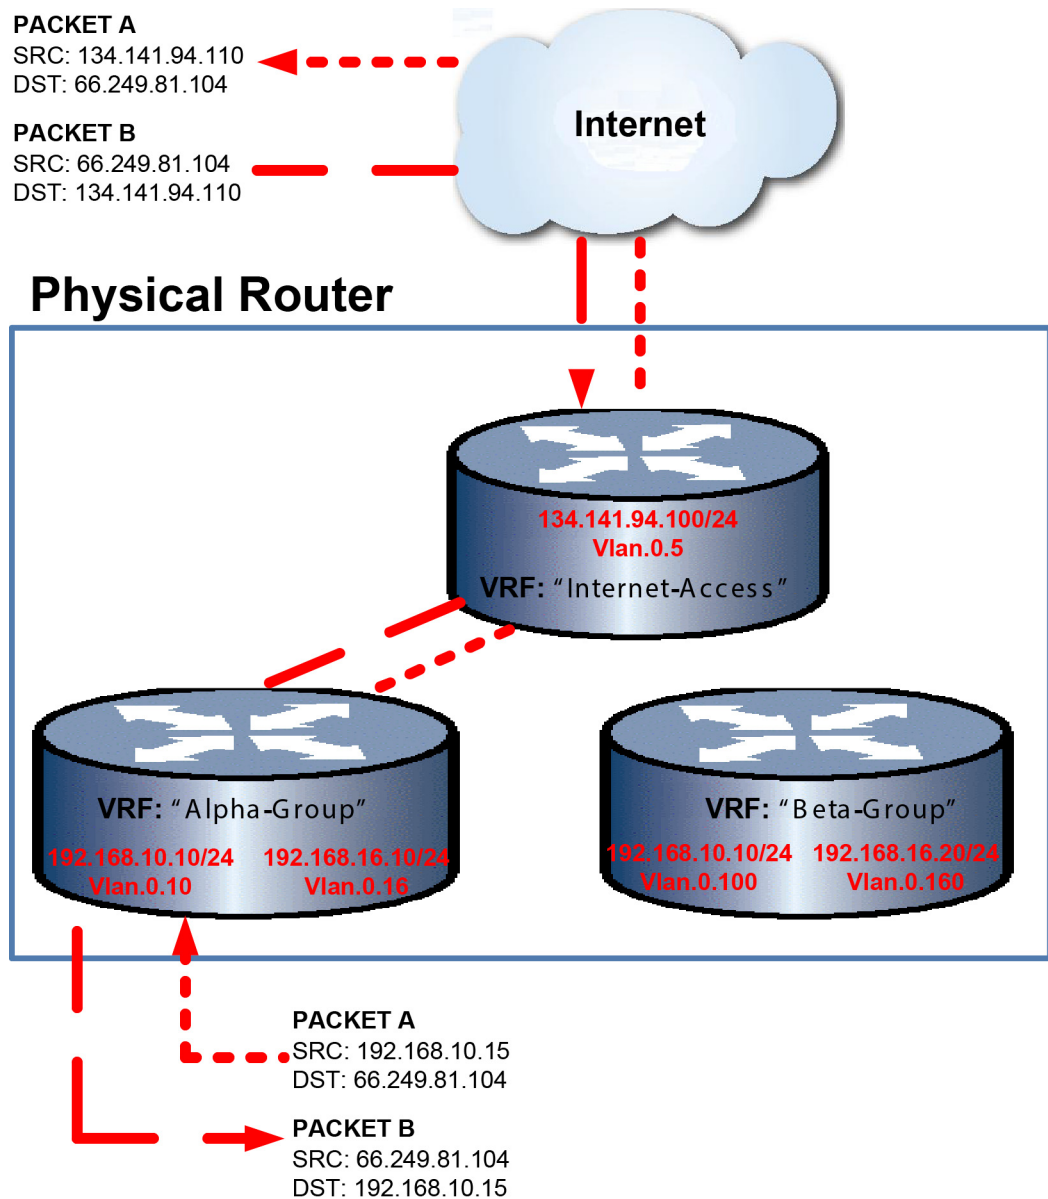 PACKET A
SRC: 134.141.94.110
DST: 66.249.81.104
PACKET B
SRC: 66.249.81.104
DST: 134.141.94.110
Internet
Physical Router
134.141.94.100/24
Vlan.0.5
VRF: “Internet-Access”
VRF: “Alpha-Group”
192.168.10.10/24 192.168.16.10/24
Vlan.0.10 Vlan.0.16
VRF: “Beta-Group”
192.168.10.10/24 192.168.16.20/24
Vlan.0.100 Vlan.0.160
PACKET A
SRC: 192.168.10.15
DST: 66.249.81.104
PACKET B
SRC: 66.249.81.104
DST: 192.168.10.15